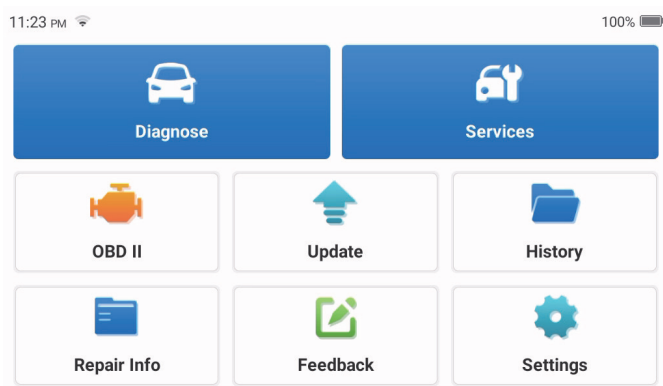 11:23 PM 100%
Diagnose Services
OBD II Update History
Repair Info Feedback Settings